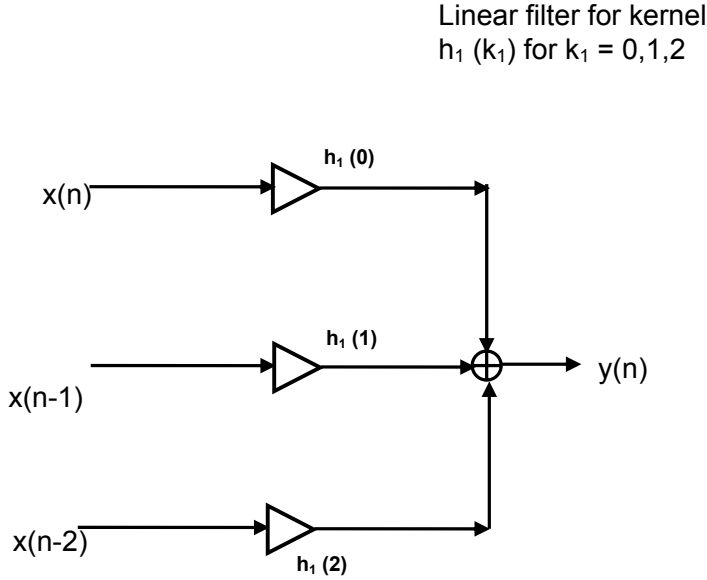 Linear filter for kernel
h₁ (k₁) for k₁ = 0,1,2
h₁ (0)
x(n)
h₁ (1)
y(n)
x(n-1)
x(n-2)
h₁ (2)